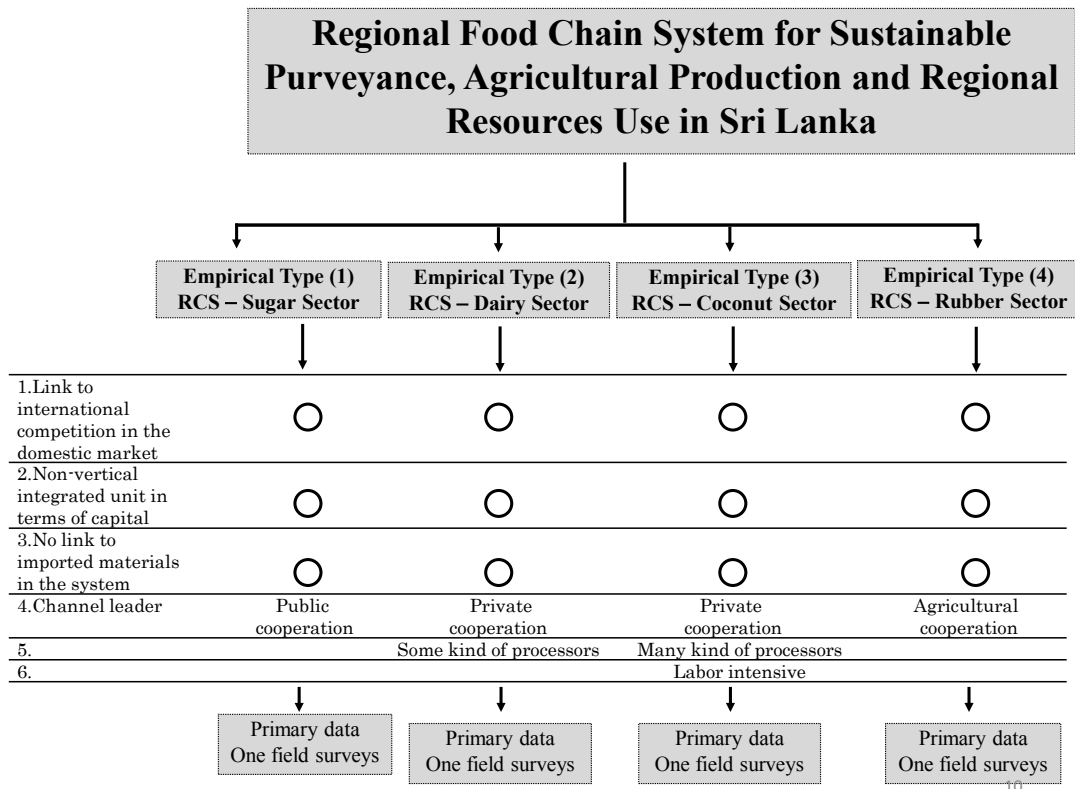 Regional Food Chain System for Sustainable
Purveyance, Agricultural Production and Regional
Resources Use in Sri Lanka
Empirical Type (1)
RCS – Sugar Sector
Empirical Type (2)
RCS – Dairy Sector
Empirical Type (3)
RCS – Coconut Sector
Empirical Type (4)
RCS – Rubber Sector
1.Link to
international
competition in the
domestic market
2.Non-vertical
integrated unit in
terms of capital
3.No link to
imported materials
in the system
4.Channel leader
Public
cooperation
Private
cooperation
Private
cooperation
Agricultural
cooperation
5.
Some kind of processors
Many kind of processors
6.
Labor intensive
Primary data
One field surveys
Primary data
One field surveys
Primary data
One field surveys
Primary data
One field surveys
10